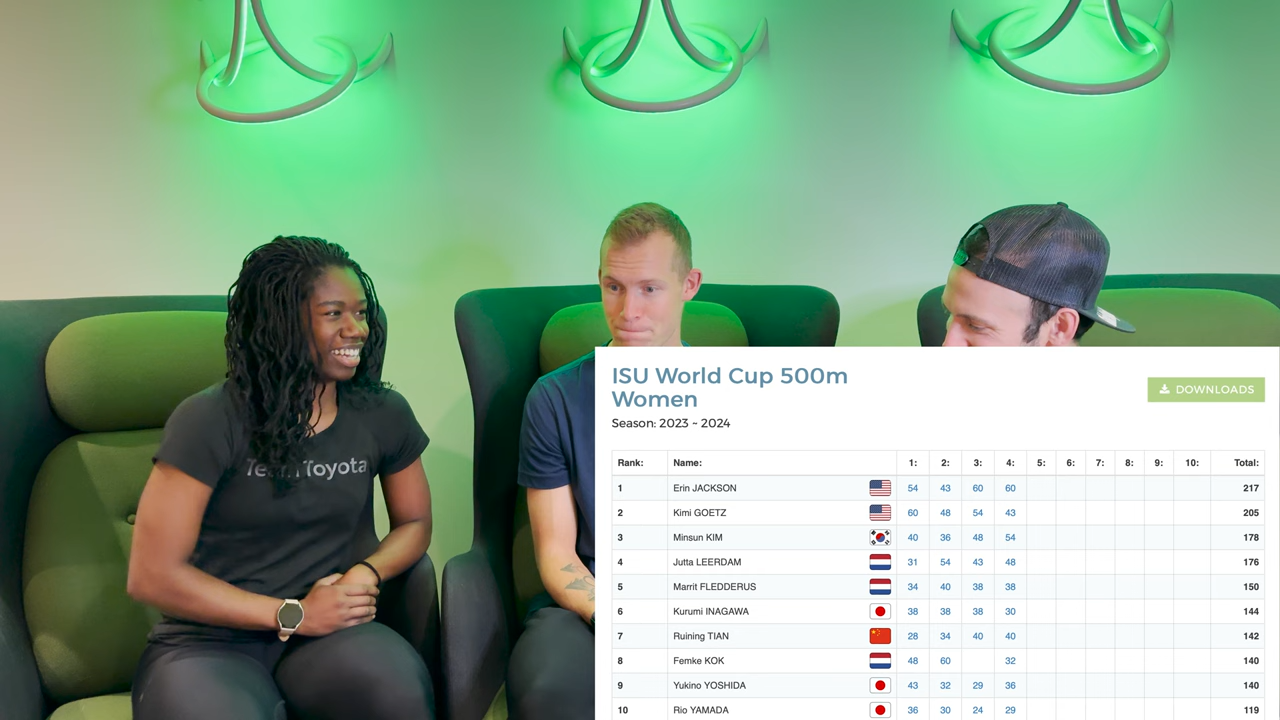 Team Toyota
ISU World Cup 500m
Women
DOWNLOADS
Season: 2023 ~ 2024
Rank: Name: 1: 2: 3: 4: 5: 6: 7: 8: 9: 10: Total:
1 Erin JACKSON 54 43 60 60 217
2 Kimi GOETZ 60 48 54 43 205
3 Minsun KIM 40 36 48 54 178
4 Jutta LEERDAM 31 54 43 48 176
5 Marrit FLEDDERUS 34 40 38 38 150
6 Kurumi INAGAWA 38 38 38 30 144
7 Ruining TIAN 28 34 40 40 142
8 Femke KOK 48 60 32 140
9 Yukino YOSHIDA 43 32 29 36 140
10 Rio YAMADA 36 30 24 29 119